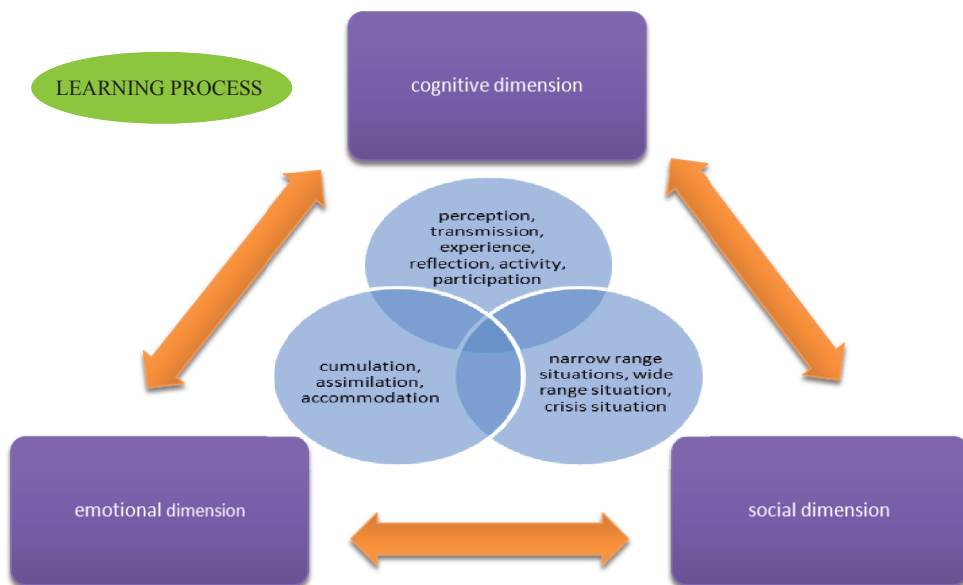 LEARNING PROCESS
cognitive dimension
perception,
transmission,
experience,
reflection, activity,
participation
cumulation,
assimilation,
accommodation
narrow range
situations, wide
range situation,
crisis situation
emotional dimension
social dimension